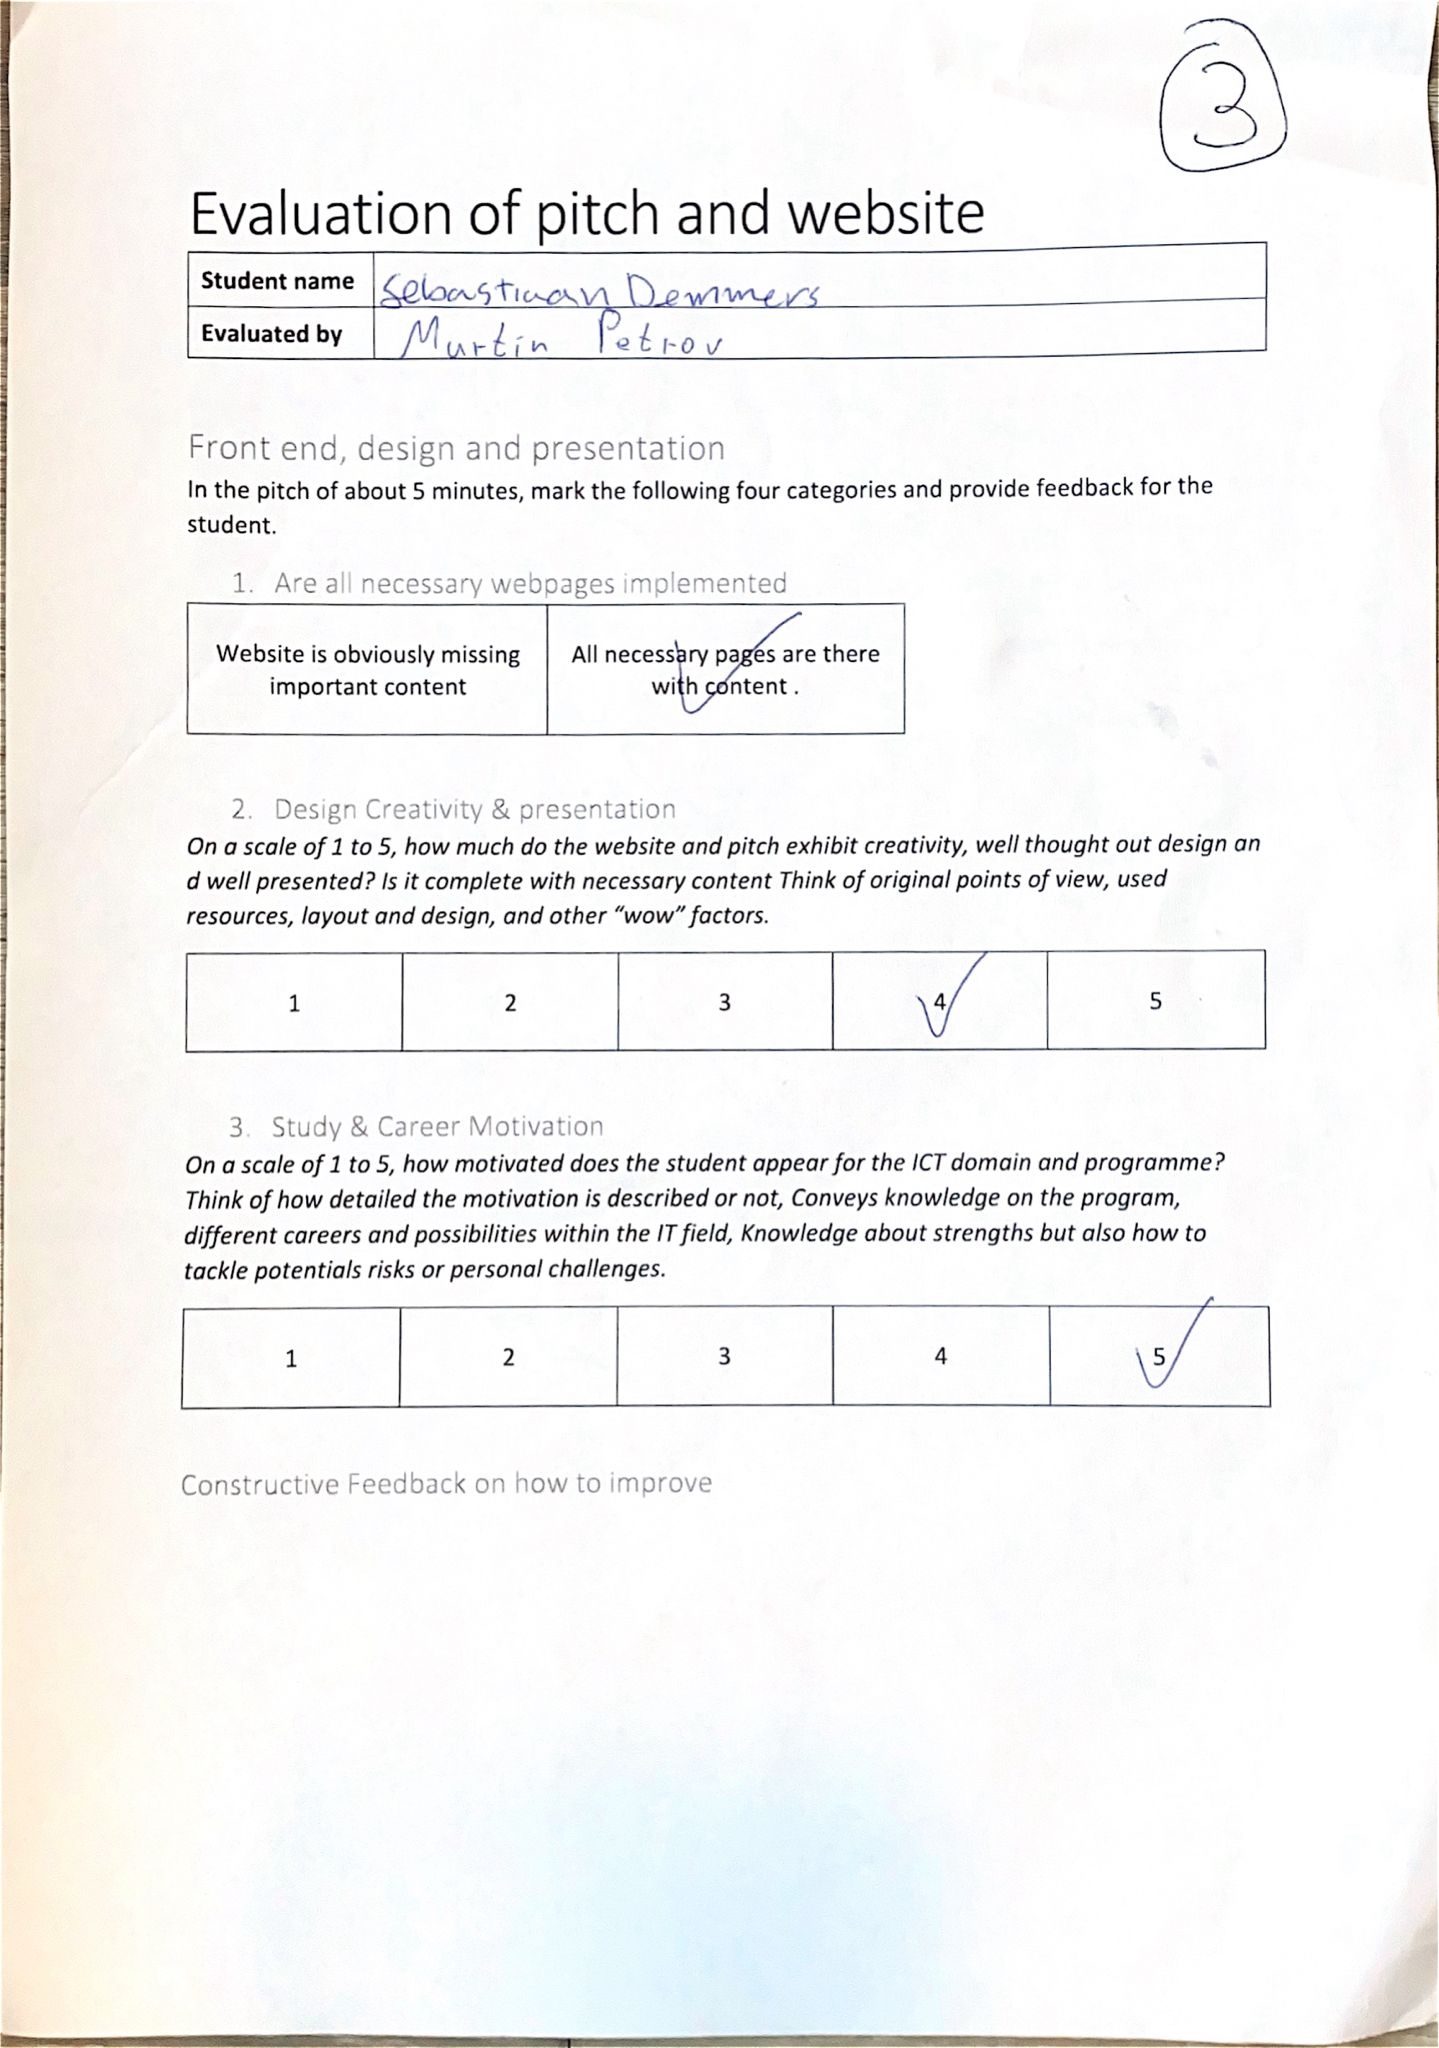 3
Evaluation of pitch and website
Student name Sebastiaan Demmers
Evaluated by Martin Petrov
Front end, design and presentation
In the pitch of about 5 minutes, mark the following four categories and provide feedback for the
student.
1. Are all necessary webpages implemented
Website is obviously missing All necessary pages are there
important content with content .
2. Design Creativity & presentation
On a scale of 1 to 5, how much do the website and pitch exhibit creativity, well thought out design an
d well presented? Is it complete with necessary content Think of original points of view, used
resources, layout and design, and other “wow” factors.
1 2 3 4 5
3. Study & Career Motivation
On a scale of 1 to 5, how motivated does the student appear for the ICT domain and programme?
Think of how detailed the motivation is described or not, Conveys knowledge on the program,
different careers and possibilities within the IT field, Knowledge about strengths but also how to
tackle potentials risks or personal challenges.
1 2 3 4 5
Constructive Feedback on how to improve